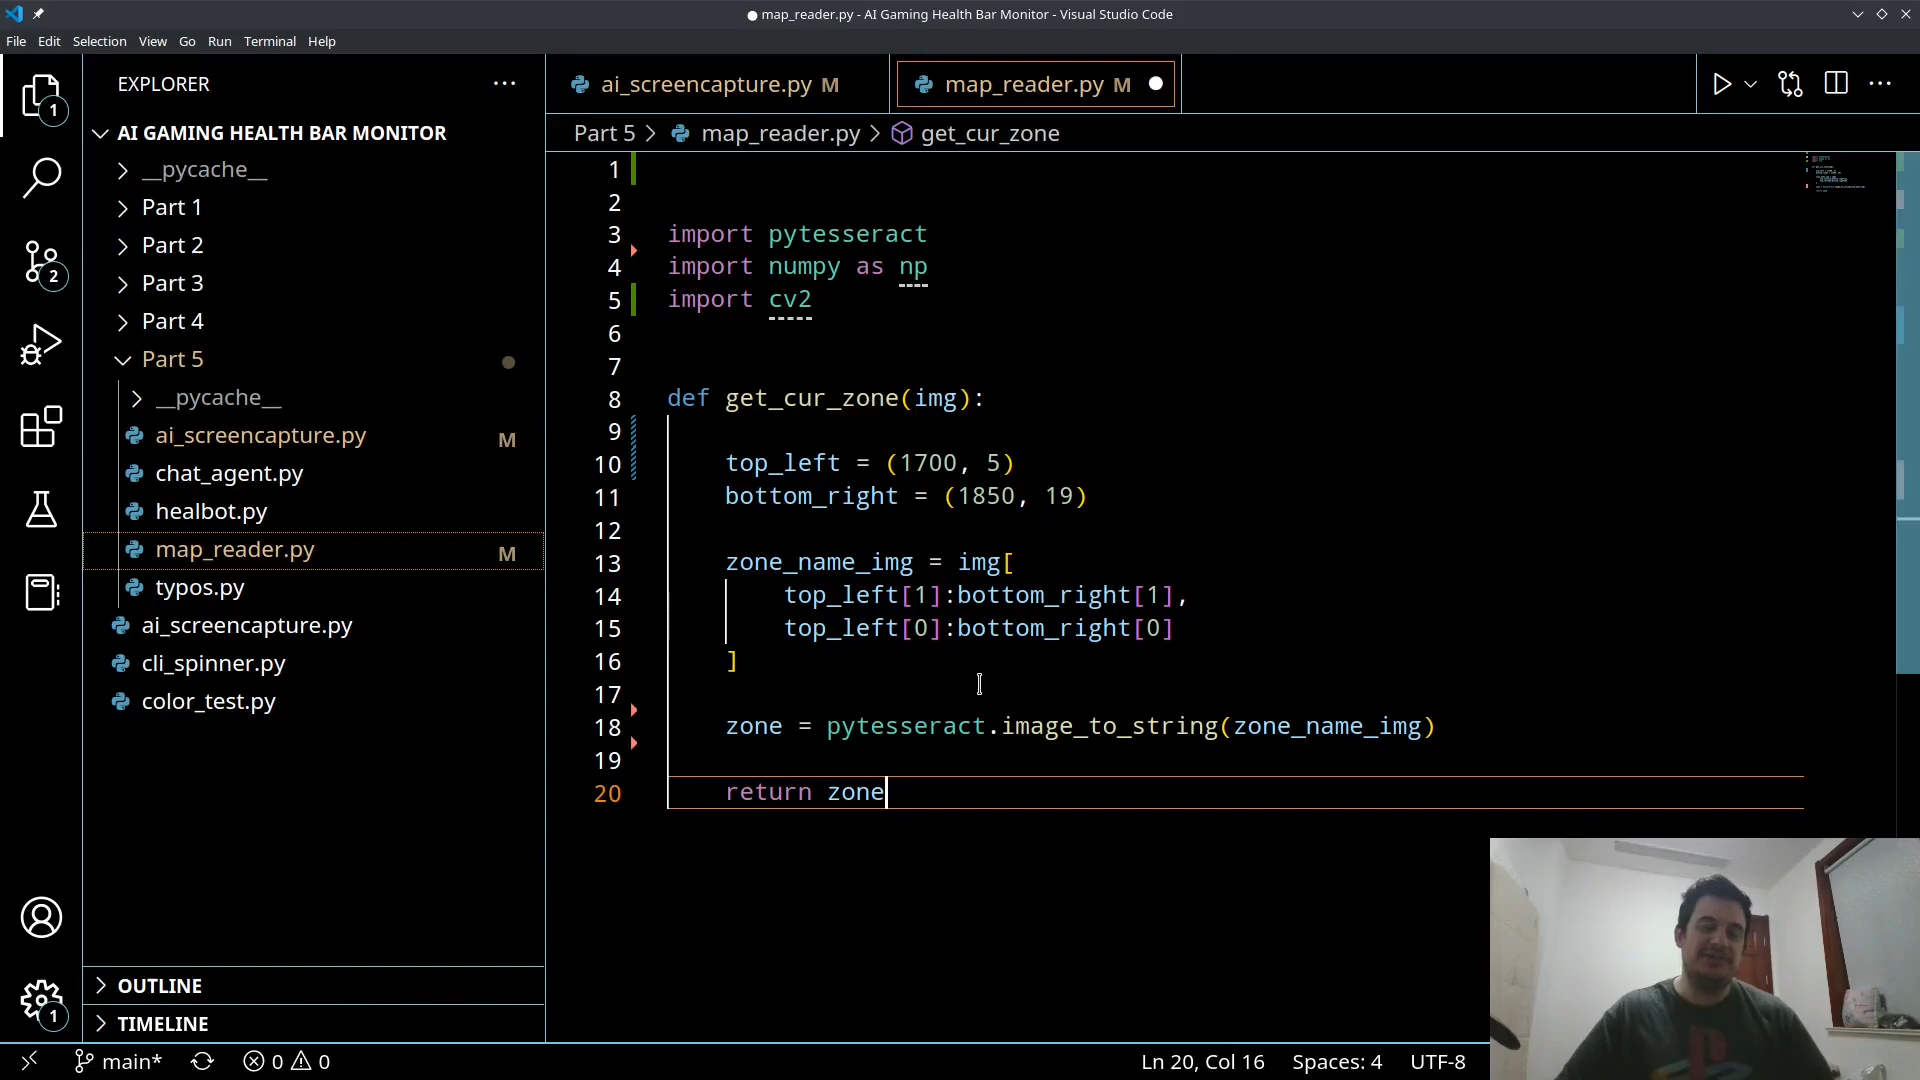 map_reader.py - AI Gaming Health Bar Monitor - Visual Studio Code
File Edit Selection View Go Run Terminal Help
1
EXPLORER
ai_screencapture.py M
map_reader.py M
AI GAMING HEALTH BAR MONITOR
Part 5 map_reader.py get_cur_zone
__pycache__
Part 1
Part 2
Part 3
Part 4
Part 5
__pycache__
ai_screencapture.py M
chat_agent.py
healbot.py
map_reader.py M
typos.py
ai_screencapture.py
cli_spinner.py
color_test.py
2
1
OUTLINE
TIMELINE
1
2
3 import pytesseract
4 import numpy as np
5 import cv2
6
7
8 def get_cur_zone(img):
9
10 top_left = (1700, 5)
11 bottom_right = (1850, 19)
12
13 zone_name_img = img[
14 top_left[1]:bottom_right[1],
15 top_left[0]:bottom_right[0]
16 ]
17
18 zone = pytesseract.image_to_string(zone_name_img)
19
20 return zone
main* 0 0 Ln 20, Col 16 Spaces: 4 UTF-8